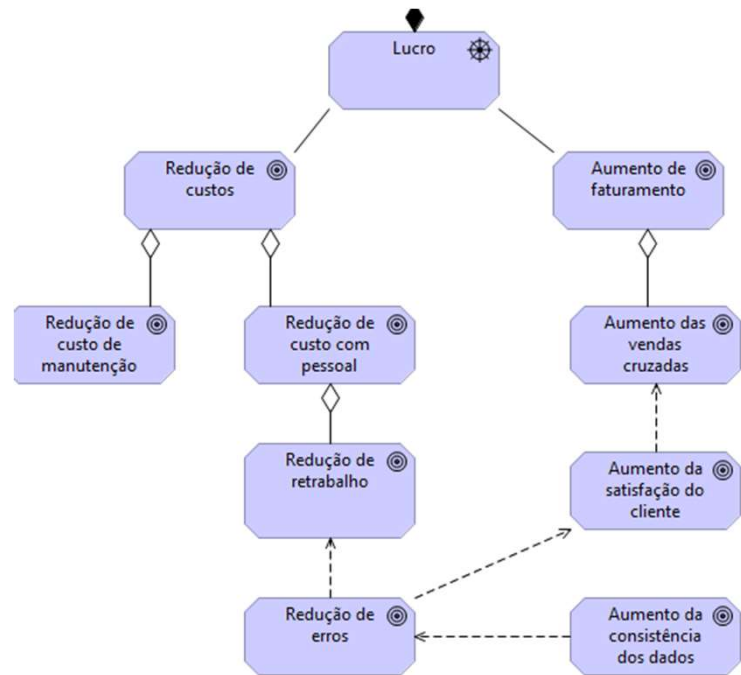 Lucro
Redução de
custos
Aumento de
faturamento
Redução de
custo de
manutenção
Redução de
custo com
pessoal
Aumento das
vendas
cruzadas
Redução de
retrabalho
Aumento da
satisfação do
cliente
Redução de
erros
Aumento da
consistência
dos dados